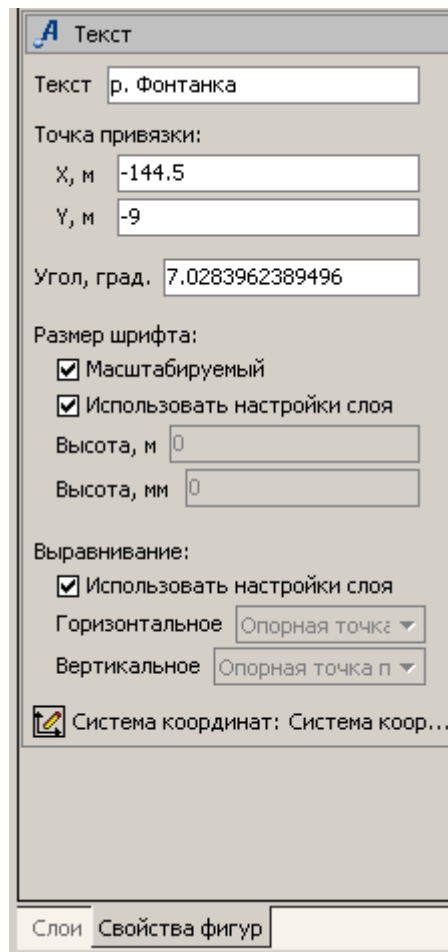 Текст
Текст р. Фонтанка
Точка привязки:
X, м -144.5
Y, м -9
Угол, град. 7.0283962389496
Размер шрифта:
Масштабируемый
Использовать настройки слоя
Высота, м 0
Высота, мм 0
Выравнивание:
Использовать настройки слоя
Горизонтальное Опорная точка
Вертикальное Опорная точка п
Система координат: Система коор...
Слои Свойства фигур